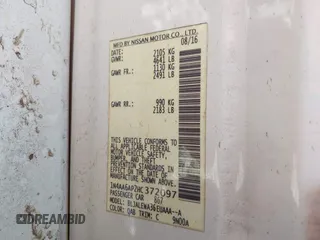 MFD BY NISSAN MOTOR CO., LTD.
DATE: 08/16
GVWR: 2105 KG
4641 LB
GAWR FR: 1130 KG
2491 LB
GAWR RR: 990 KG
2183 LB
THIS VEHICLE CONFORMS TO ALL
APPLICABLE FEDERAL MOTOR
VEHICLE SAFETY,
BUMPER, AND THEFT
PREVENTION STANDARDS
IN EFFECT ON THE DATE OF
MANUFACTURE SHOWN ABOVE.
PASSENGER CAR
COLOR: QAB TRIM: C